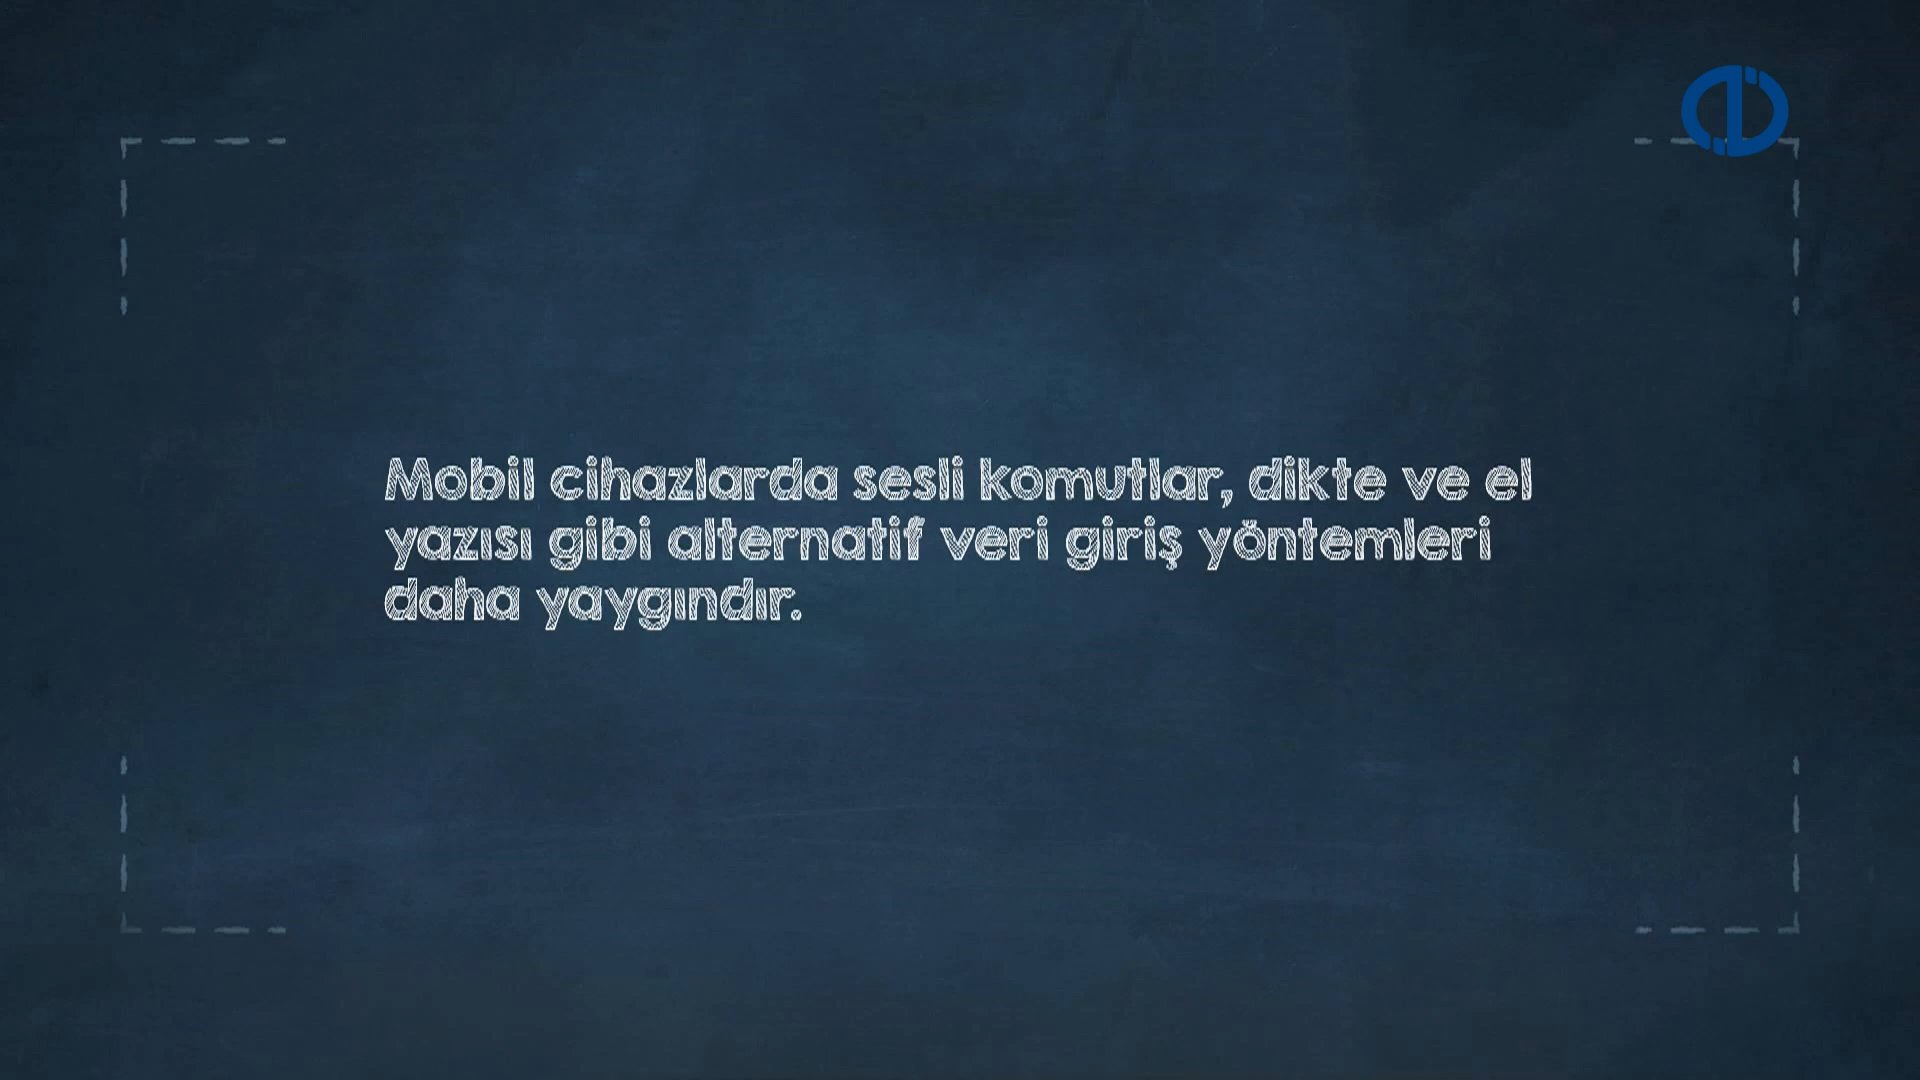 Mobil cihazlarda sesli komutlar, dikte ve el
yazısı gibi alternatif veri giriş yöntemleri
daha yaygındır.